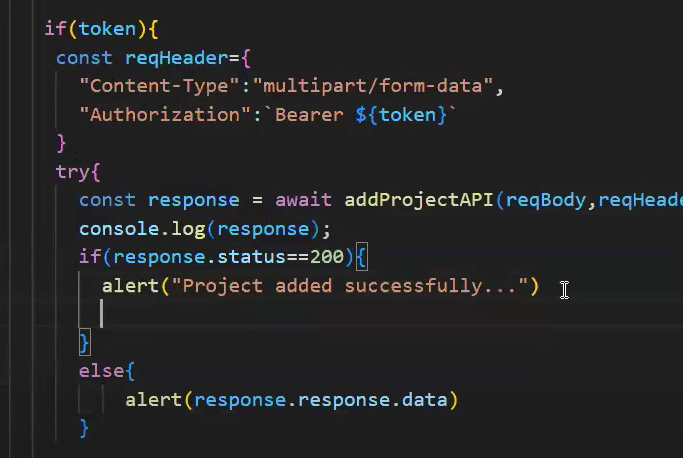 if(token){
const reqHeader={
"Content-Type":"multipart/form-data",
"Authorization":`Bearer ${token}`
}
try{
const response = await addProjectAPI(reqBody,reqHeade
console.log(response);
if(response.status==200){
alert("Project added successfully...")
}
else{
alert(response.response.data)
}